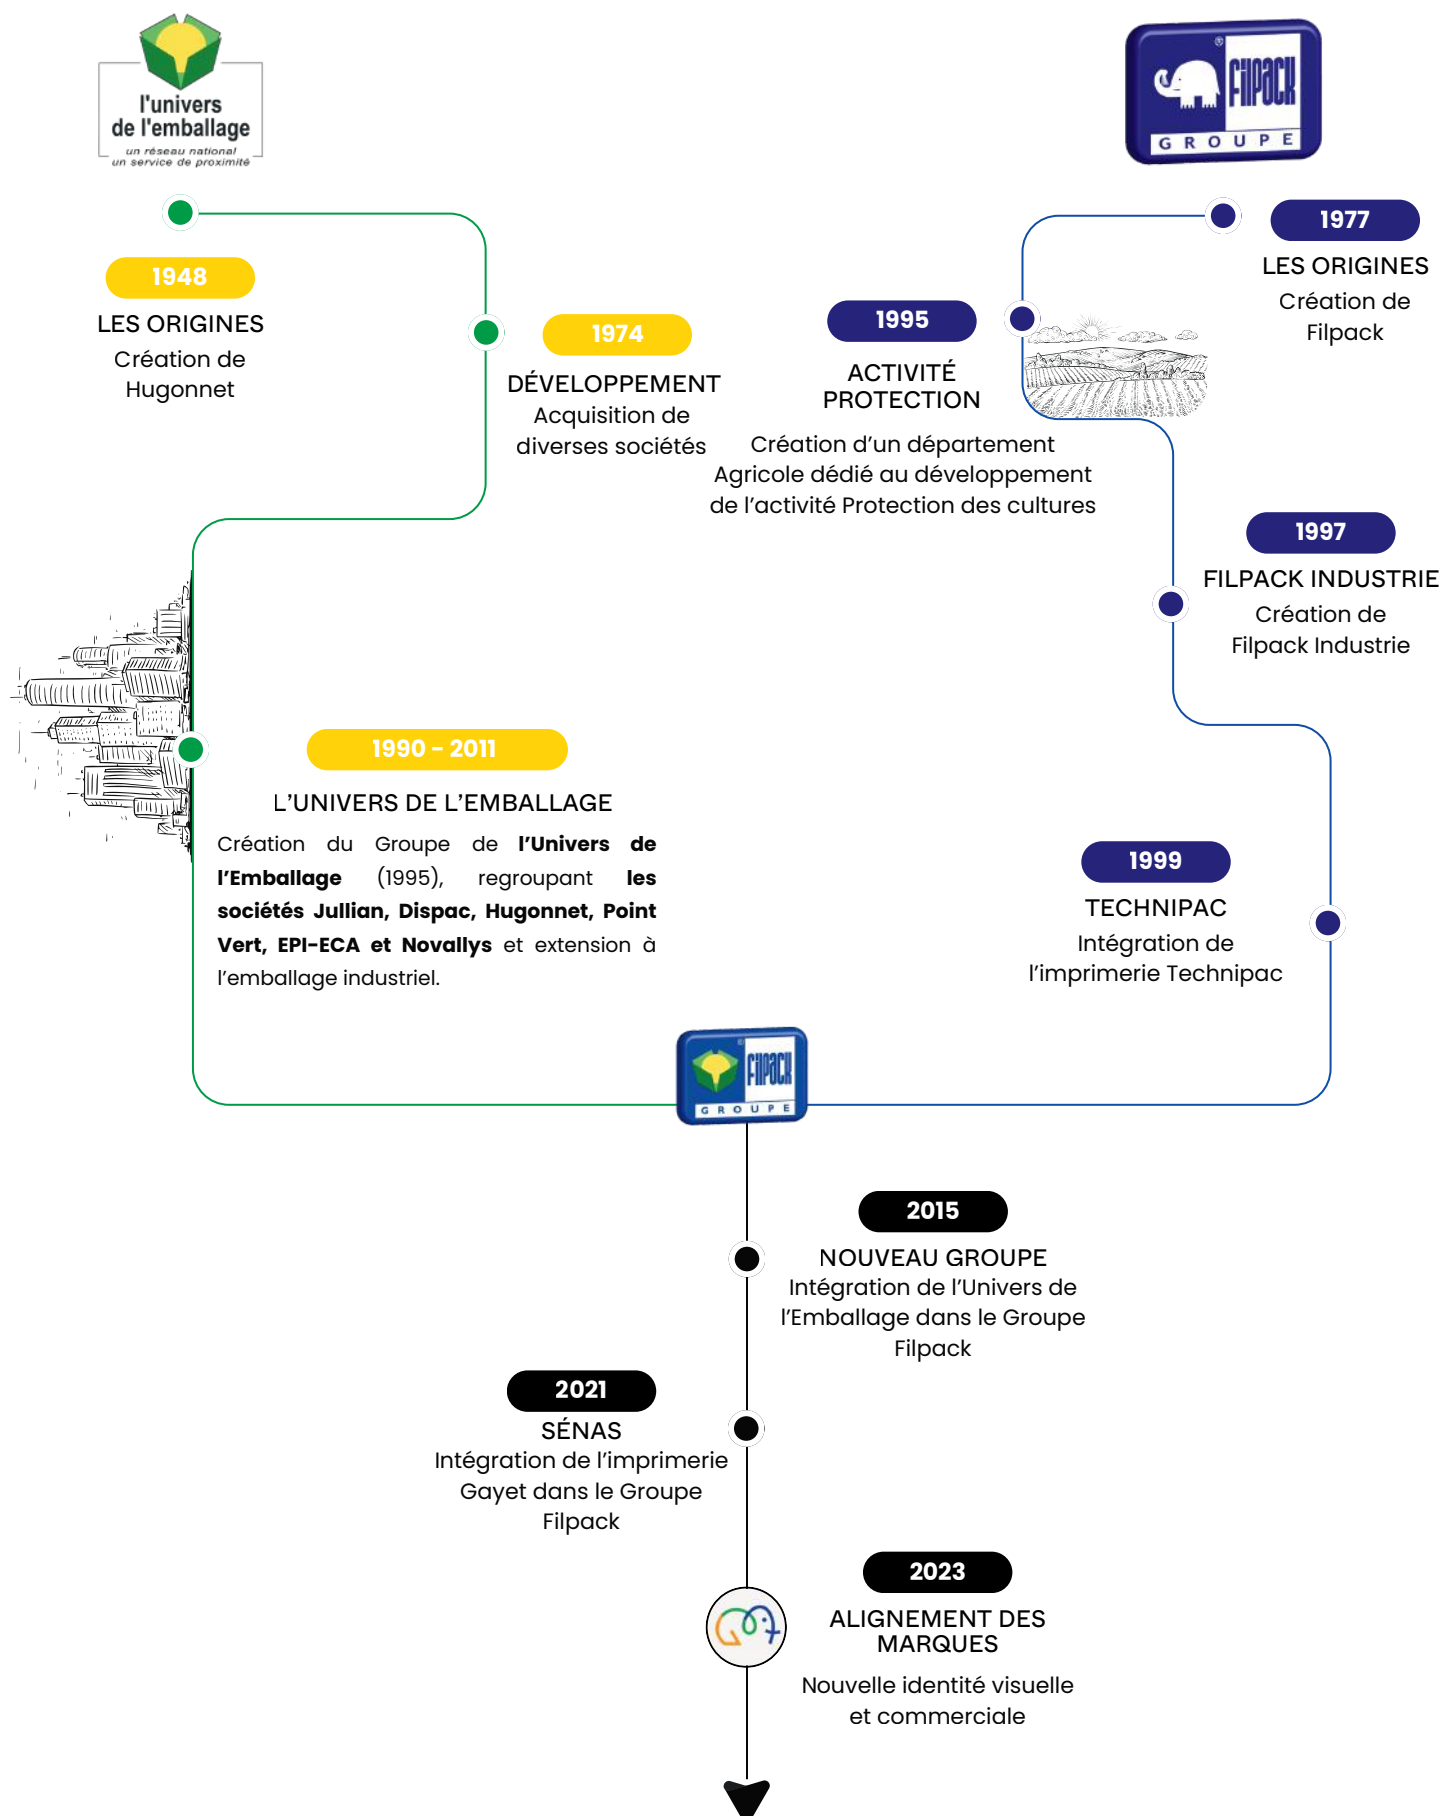 l'univers
de l'emballage
un réseau national
un service de proximité
1948
LES ORIGINES
Création de
Hugonnet
1974
DÉVELOPPEMENT
Acquisition de
diverses sociétés
1990 - 2011
L'UNIVERS DE L'EMBALLAGE
Création du Groupe de l'Univers de
l'Emballage (1995), regroupant les
sociétés Jullian, Dispac, Hugonnet, Point
Vert, EPI-ECA et Novallys et extension à
l'emballage industriel.
®
FILPACK
GROUPE
1977
LES ORIGINES
Création de
Filpack
1995
ACTIVITÉ
PROTECTION
Création d'un département
Agricole dédié au développement
de l'activité Protection des cultures
1997
FILPACK INDUSTRIE
Création de
Filpack Industrie
1999
TECHNIPAC
Intégration de
l'imprimerie Technipac
FILPACK
GROUPE
2015
NOUVEAU GROUPE
Intégration de l'Univers de
l'Emballage dans le Groupe
Filpack
2021
SÉNAS
Intégration de l'imprimerie
Gayet dans le Groupe
Filpack
2023
ALIGNEMENT DES
MARQUES
Nouvelle identité visuelle
et commerciale